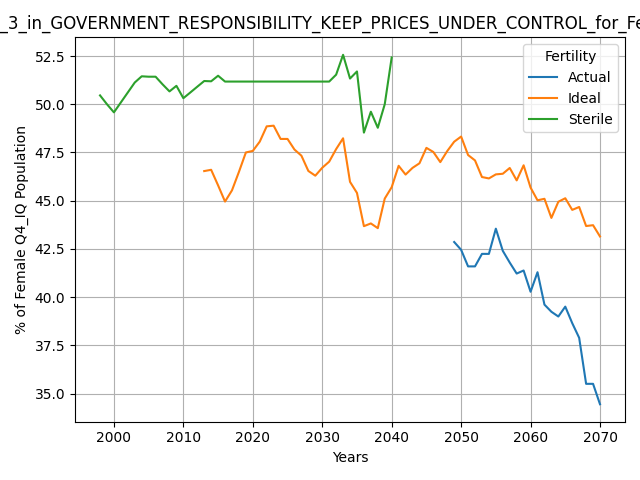 _3_in_GOVERNMENT_RESPONSIBILITY_KEEP_PRICES_UNDER_CONTROL_for_Fe
Fertility
Actual
Ideal
Sterile
52.5
50.0
47.5
45.0
42.5
40.0
37.5
35.0
% of Female Q4_IQ Population
2000 2010 2020 2030 2040 2050 2060 2070
Years